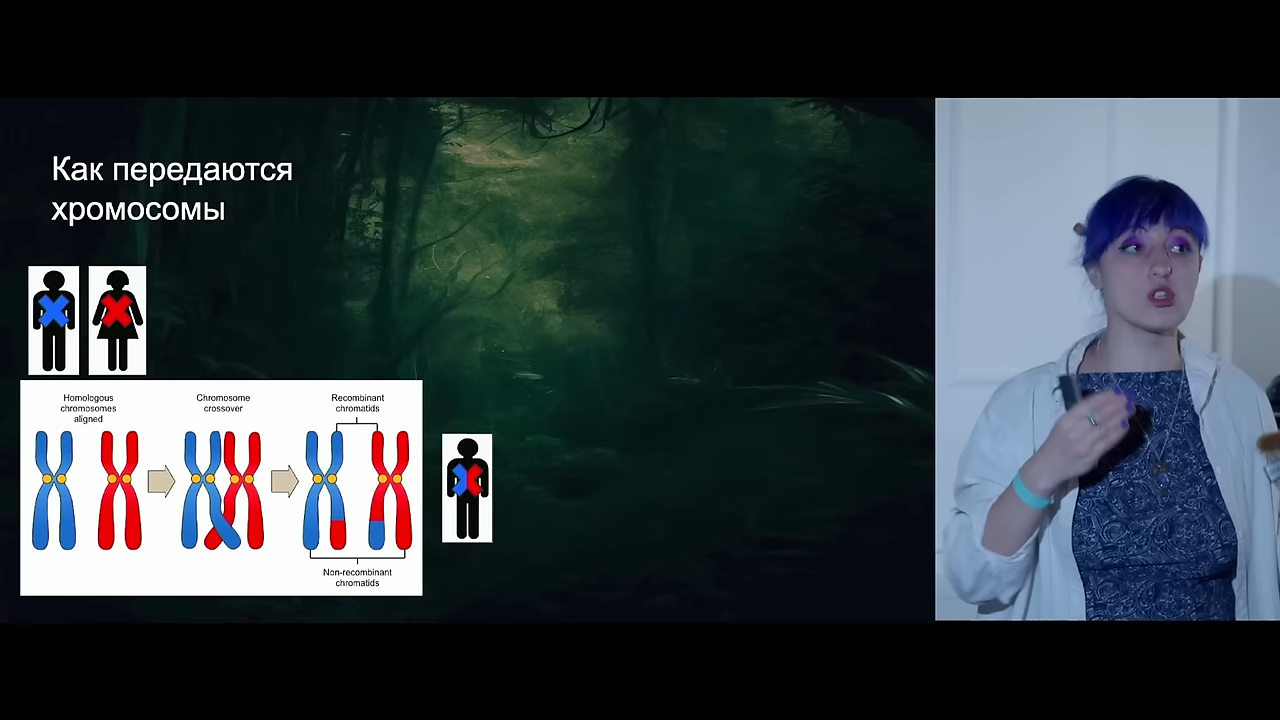 Как передаются
хромосомы
Homologous
chromosomes
aligned
Chromosome
crossover
Recombinant
chromatids
Non-recombinant
chromatids